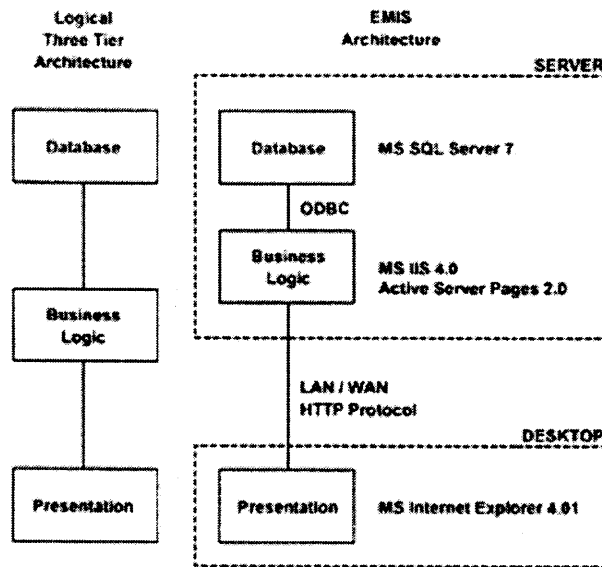 Logical
Three Tier
Architecture
EMIS
Architecture
SERVER
Database
Database
MS SQL Server 7
ODBC
Business
Logic
MS IIS 4.0
Active Server Pages 2.0
Business
Logic
LAN / WAN
HTTP Protocol
DESKTOP
Presentation
Presentation
MS Internet Explorer 4.01